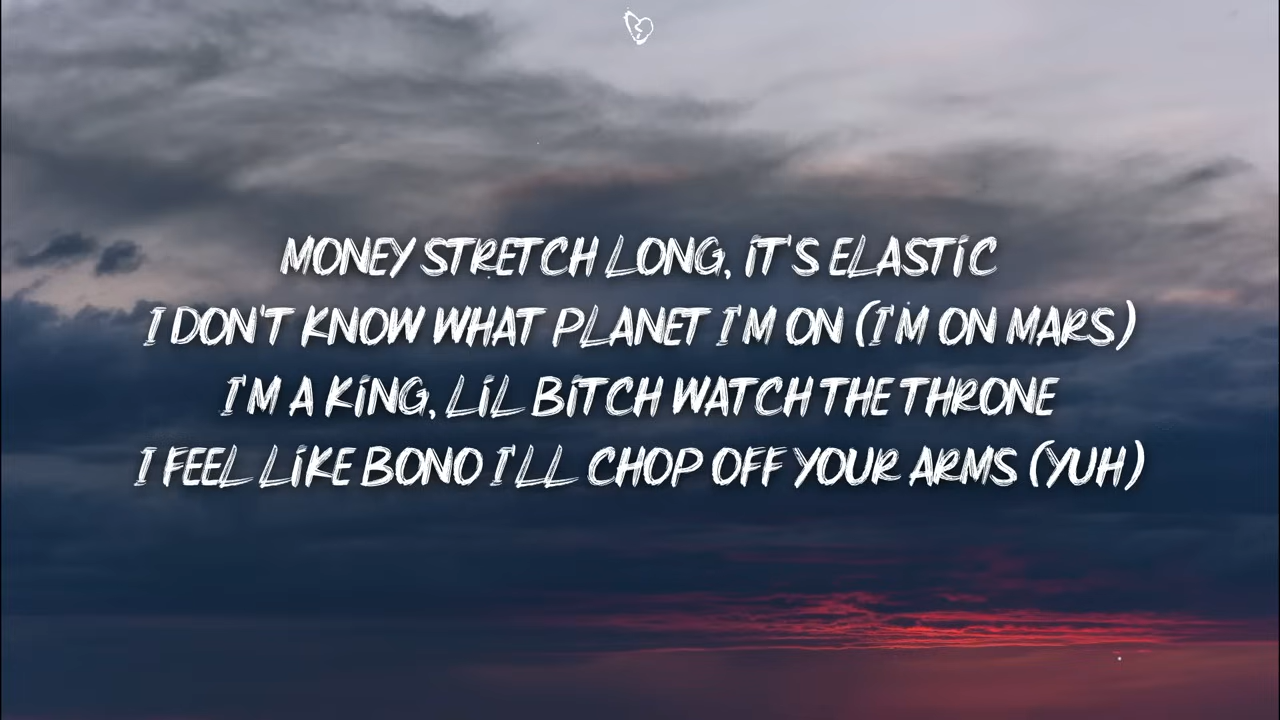 MONEY STRETCH LONG, IT'S ELASTIC
I DON'T KNOW WHAT PLANET I'M ON (I'M ON MARS)
I'M A KING, LIL BITCH WATCH THE THRONE
I FEEL LIKE BONO I'LL CHOP OFF YOUR ARMS (YUH)